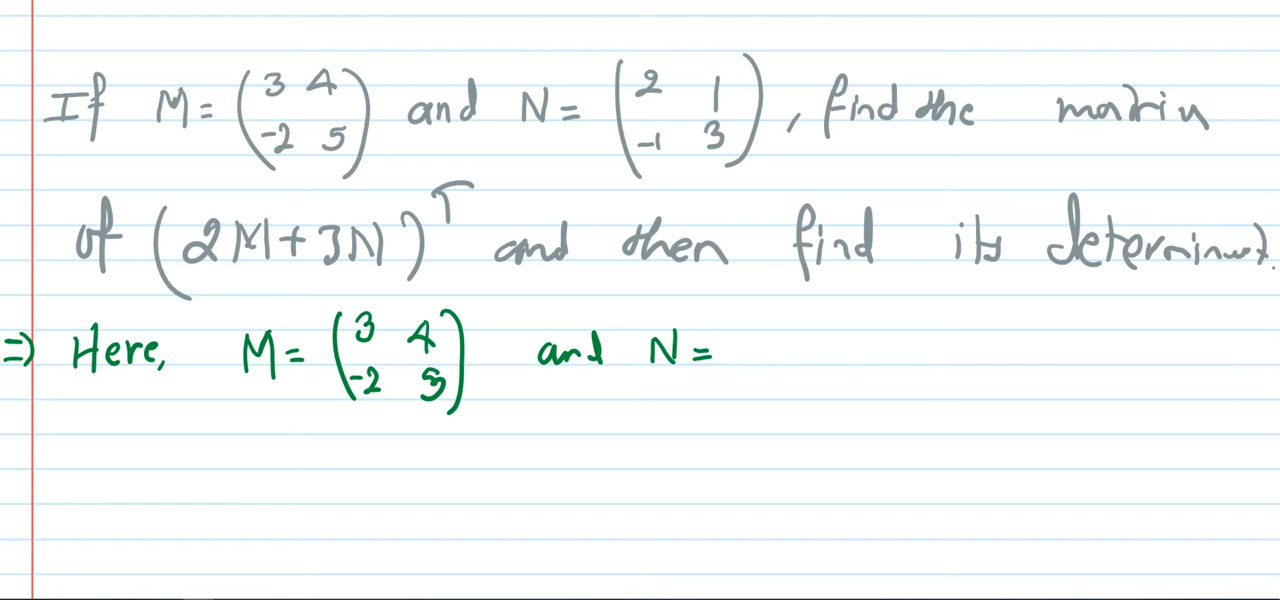 If M = (3 4 -2 5) and N = (2 1 -1 3), find the matrix
of (2M+3N)^T and then find its determinant.
=> Here, M = (3 4 -2 5) and N =